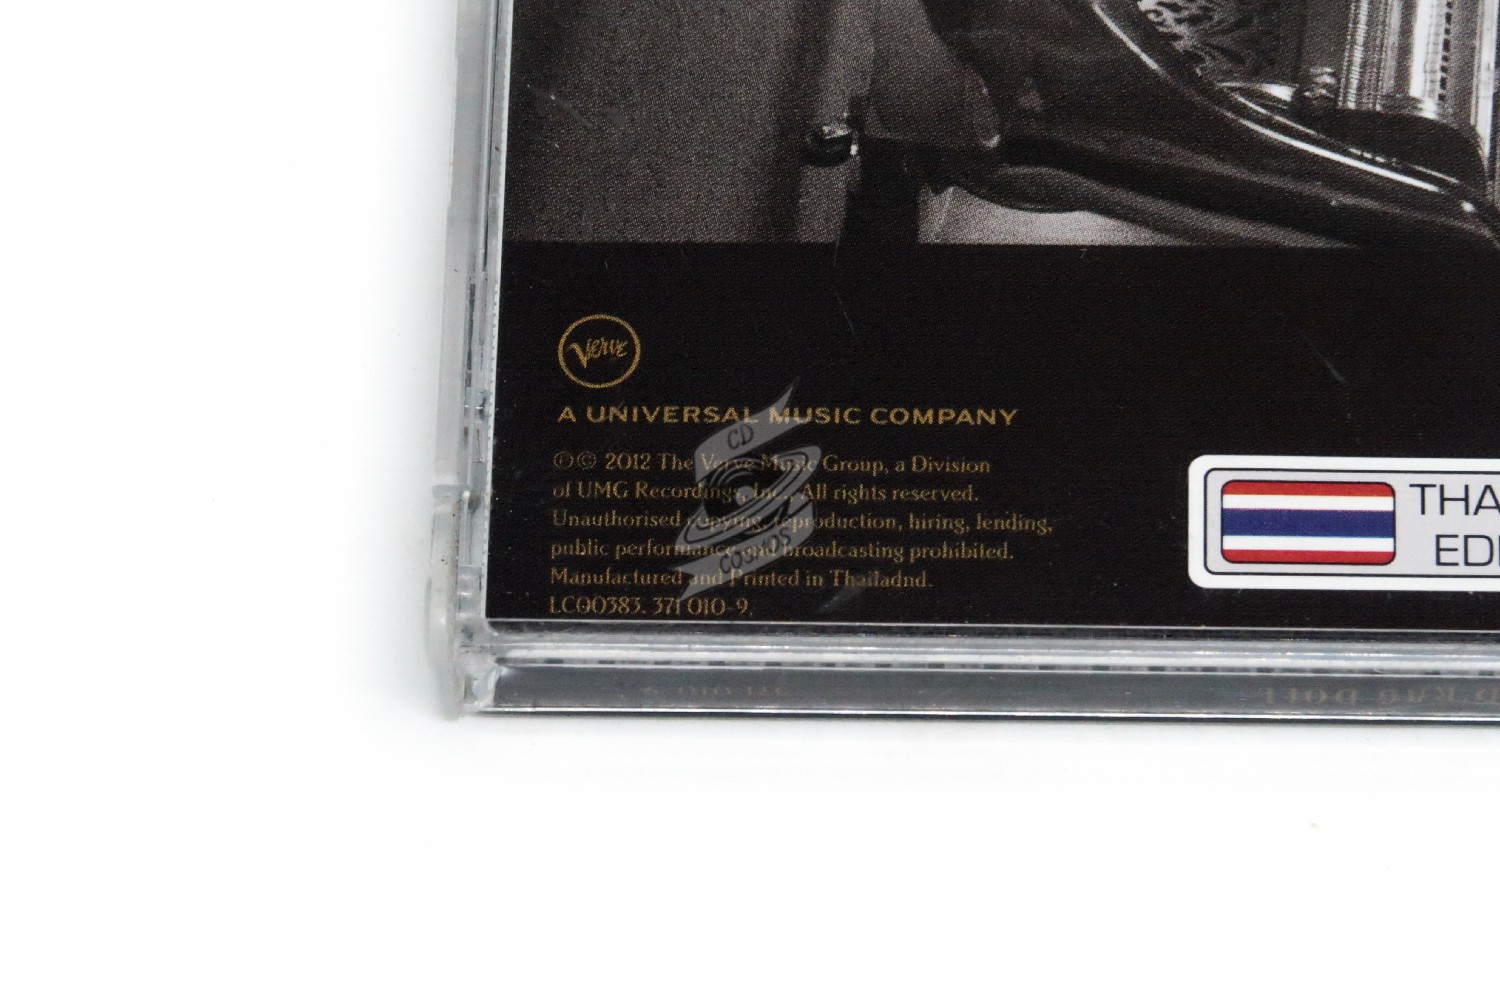 Verve
A UNIVERSAL MUSIC COMPANY
℗© 2012 The Verve Music Group, a Division
of UMG Recordings, Inc., All rights reserved.
Unauthorised copying, reproduction, hiring, lending,
public performance and broadcasting prohibited.
Manufactured and Printed in Thailadnd.
LC00383. 371 010-9.
CD
COSMOS
THA
EDI